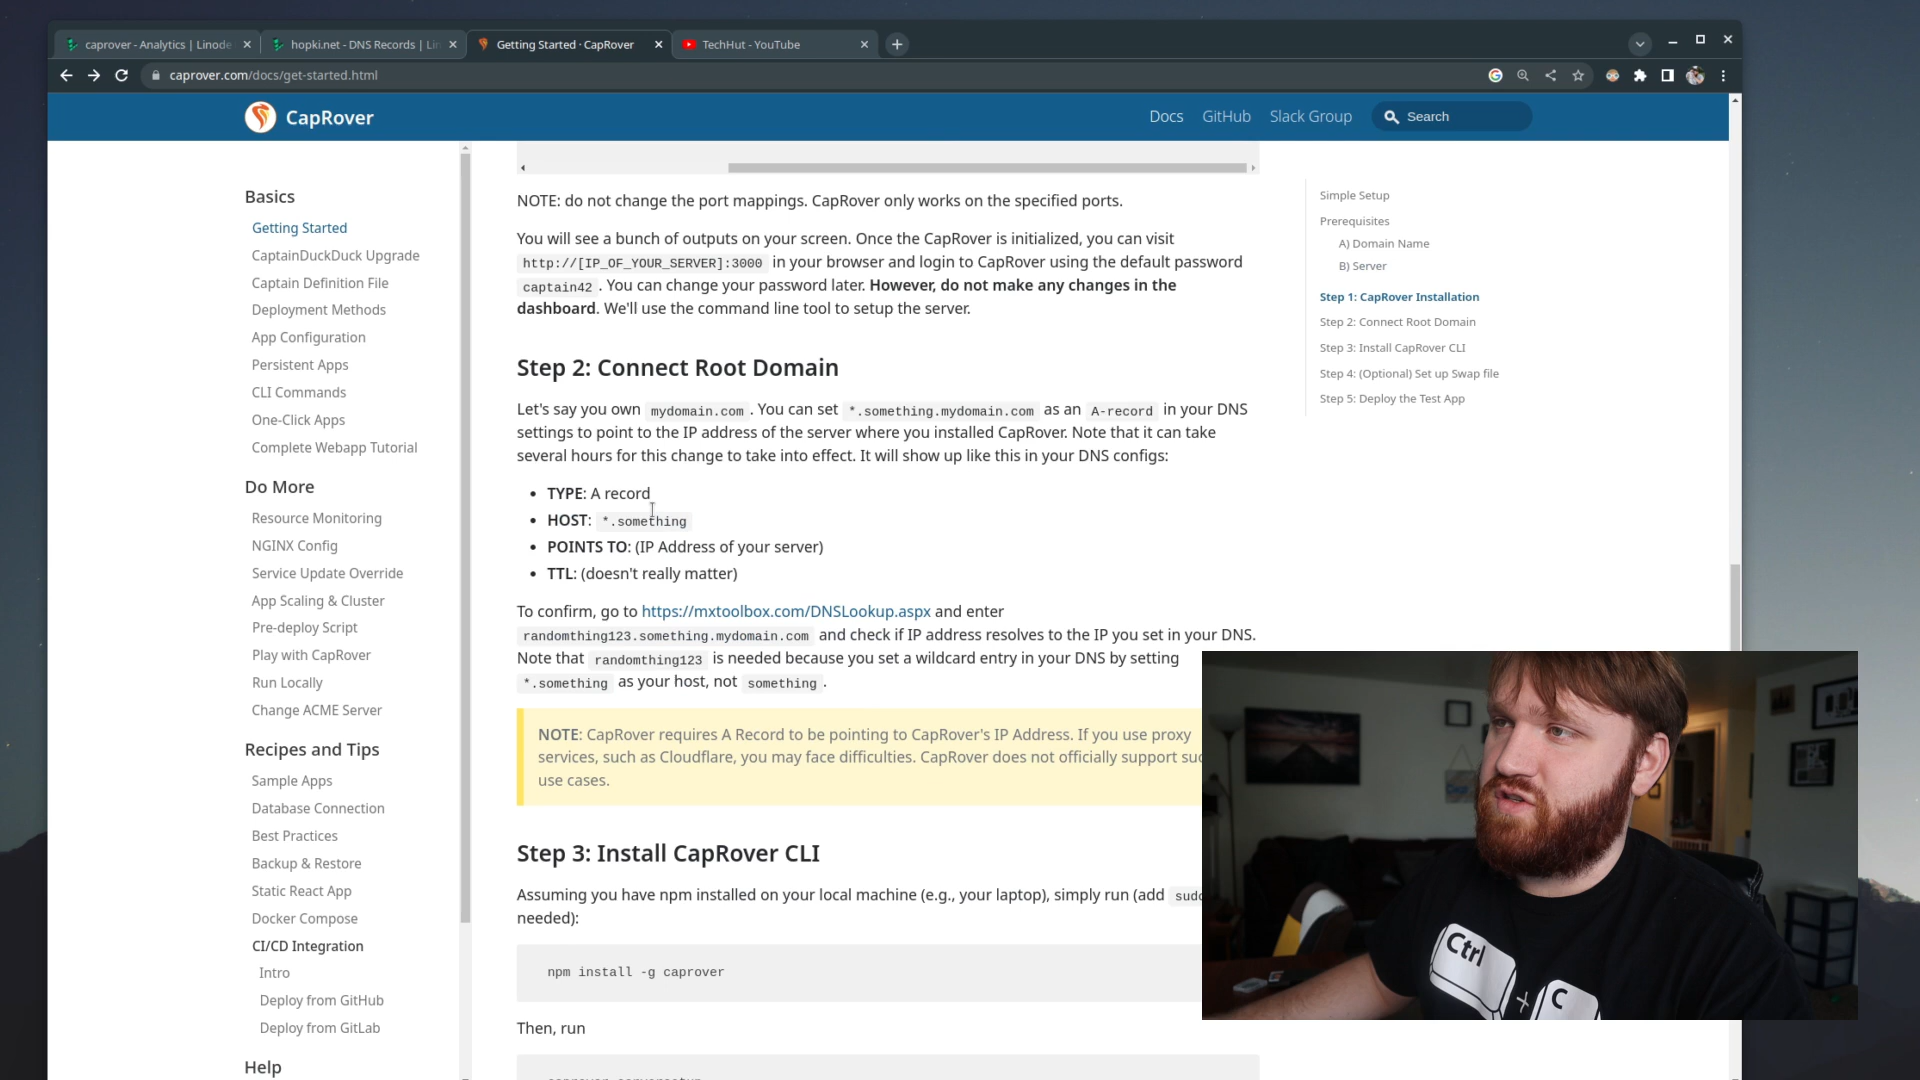 caprover - Analytics | Linode
hopki.net - DNS Records | Lin
Getting Started · CapRover
TechHut - YouTube
caprover.com/docs/get-started.html
CapRover
Docs
GitHub
Slack Group
Search
Basics
Getting Started
CaptainDuckDuck Upgrade
Captain Definition File
Deployment Methods
App Configuration
Persistent Apps
CLI Commands
One-Click Apps
Complete Webapp Tutorial
Do More
Resource Monitoring
NGINX Config
Service Update Override
App Scaling & Cluster
Pre-deploy Script
Play with CapRover
Run Locally
Change ACME Server
Recipes and Tips
Sample Apps
Database Connection
Best Practices
Backup & Restore
Static React App
Docker Compose
CI/CD Integration
Intro
Deploy from GitHub
Deploy from GitLab
Help
NOTE: do not change the port mappings. CapRover only works on the specified ports.
You will see a bunch of outputs on your screen. Once the CapRover is initialized, you can visit
http://[IP_OF_YOUR_SERVER]:3000 in your browser and login to CapRover using the default password
captain42 . You can change your password later. However, do not make any changes in the
dashboard. We'll use the command line tool to setup the server.
Step 2: Connect Root Domain
Let's say you own mydomain.com . You can set *.something.mydomain.com as an A-record in your DNS
settings to point to the IP address of the server where you installed CapRover. Note that it can take
several hours for this change to take into effect. It will show up like this in your DNS configs:
• TYPE: A record
• HOST: *.something
• POINTS TO: (IP Address of your server)
• TTL: (doesn't really matter)
To confirm, go to https://mxtoolbox.com/DNSLookup.aspx and enter
randomthing123.something.mydomain.com and check if IP address resolves to the IP you set in your DNS.
Note that randomthing123 is needed because you set a wildcard entry in your DNS by setting
*.something as your host, not something .
NOTE: CapRover requires A Record to be pointing to CapRover's IP Address. If you use proxy
services, such as Cloudflare, you may face difficulties. CapRover does not officially support suc
use cases.
Step 3: Install CapRover CLI
Assuming you have npm installed on your local machine (e.g., your laptop), simply run (add sudo
needed):
npm install -g caprover
Then, run
Simple Setup
Prerequisites
A) Domain Name
B) Server
Step 1: CapRover Installation
Step 2: Connect Root Domain
Step 3: Install CapRover CLI
Step 4: (Optional) Set up Swap file
Step 5: Deploy the Test App
Ctrl
+
C